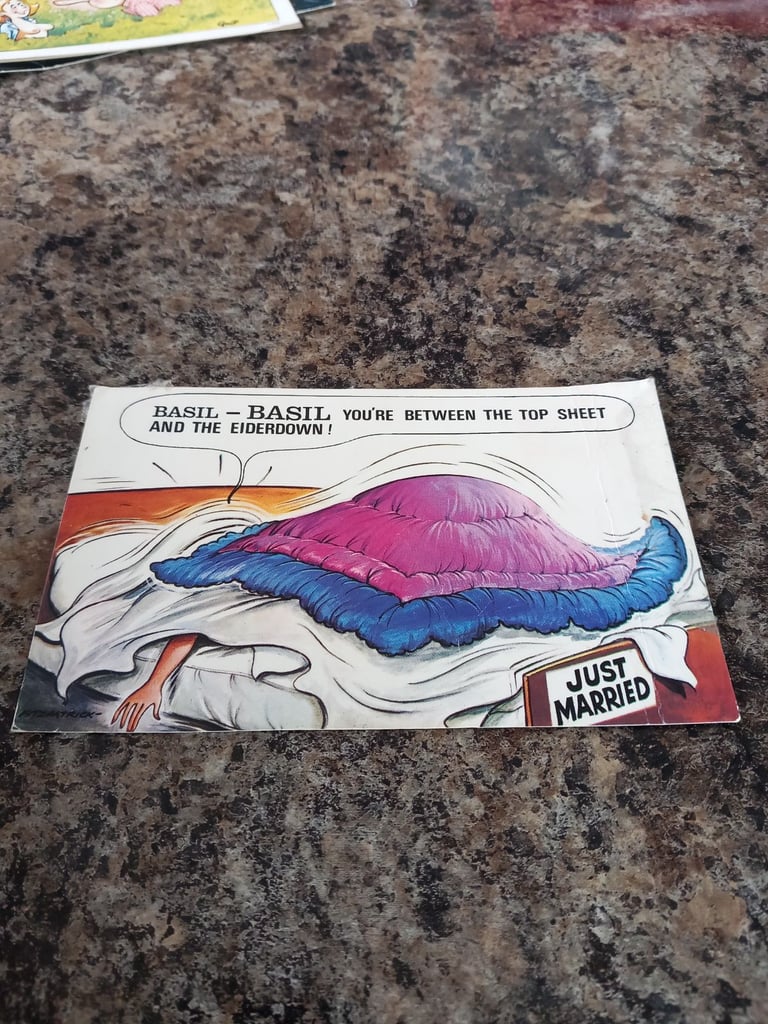 BASIL – BASIL YOU'RE BETWEEN THE TOP SHEET
AND THE EIDERDOWN!
JUST
MARRIED